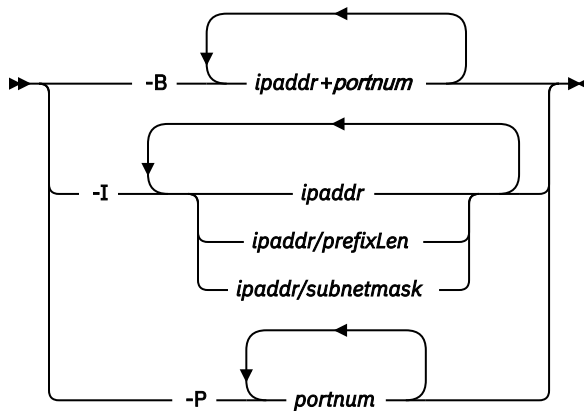 -B ipaddr+portnum
-I ipaddr
ipaddr/prefixLen
ipaddr/subnetmask
-P portnum